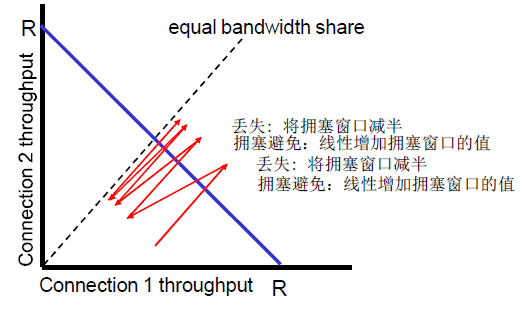 R
equal bandwidth share
Connection 2 throughput
丢失: 将拥塞窗口减半
拥塞避免: 线性增加拥塞窗口的值
丢失: 将拥塞窗口减半
拥塞避免: 线性增加拥塞窗口的值
Connection 1 throughput
R